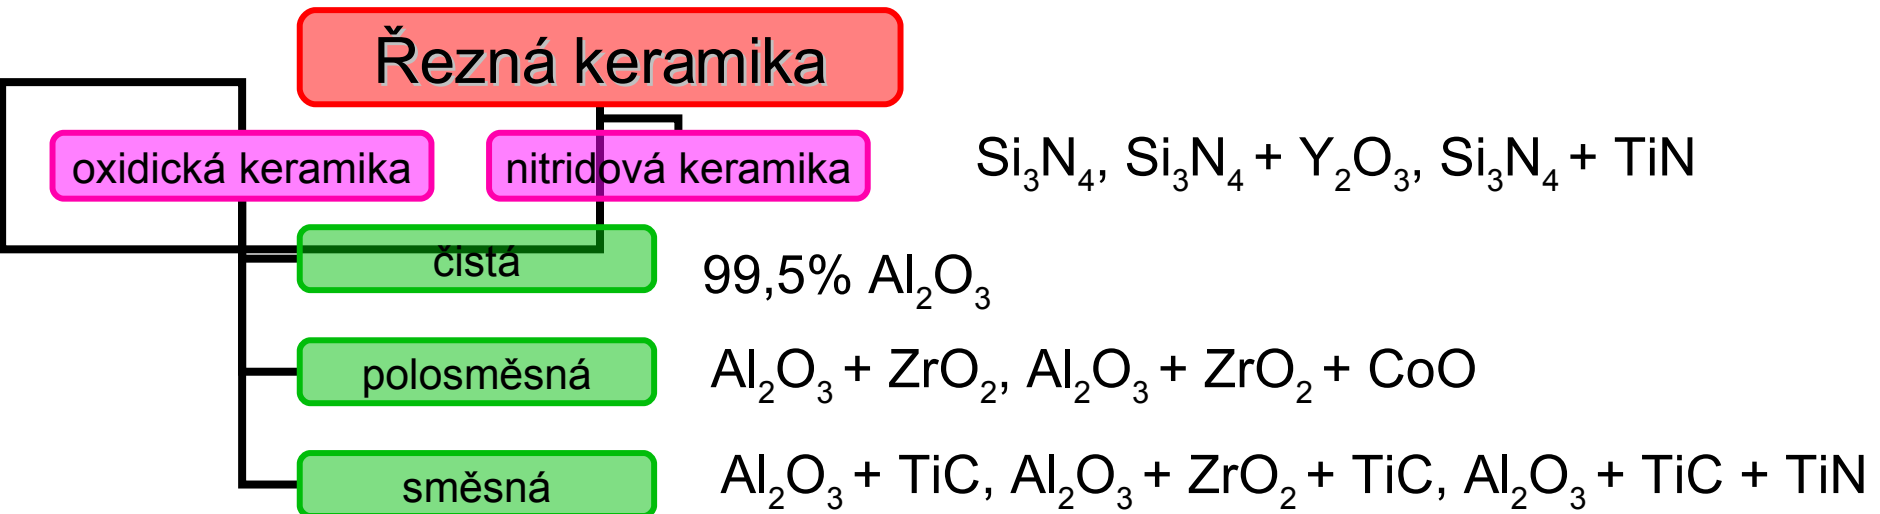 Řezná keramika
oxidická keramika
nitridová keramika
Si₃N₄, Si₃N₄ + Y₂O₃, Si₃N₄ + TiN
čistá
99,5% Al₂O₃
polosměsná
Al₂O₃ + ZrO₂, Al₂O₃ + ZrO₂ + CoO
směsná
Al₂O₃ + TiC, Al₂O₃ + ZrO₂ + TiC, Al₂O₃ + TiC + TiN